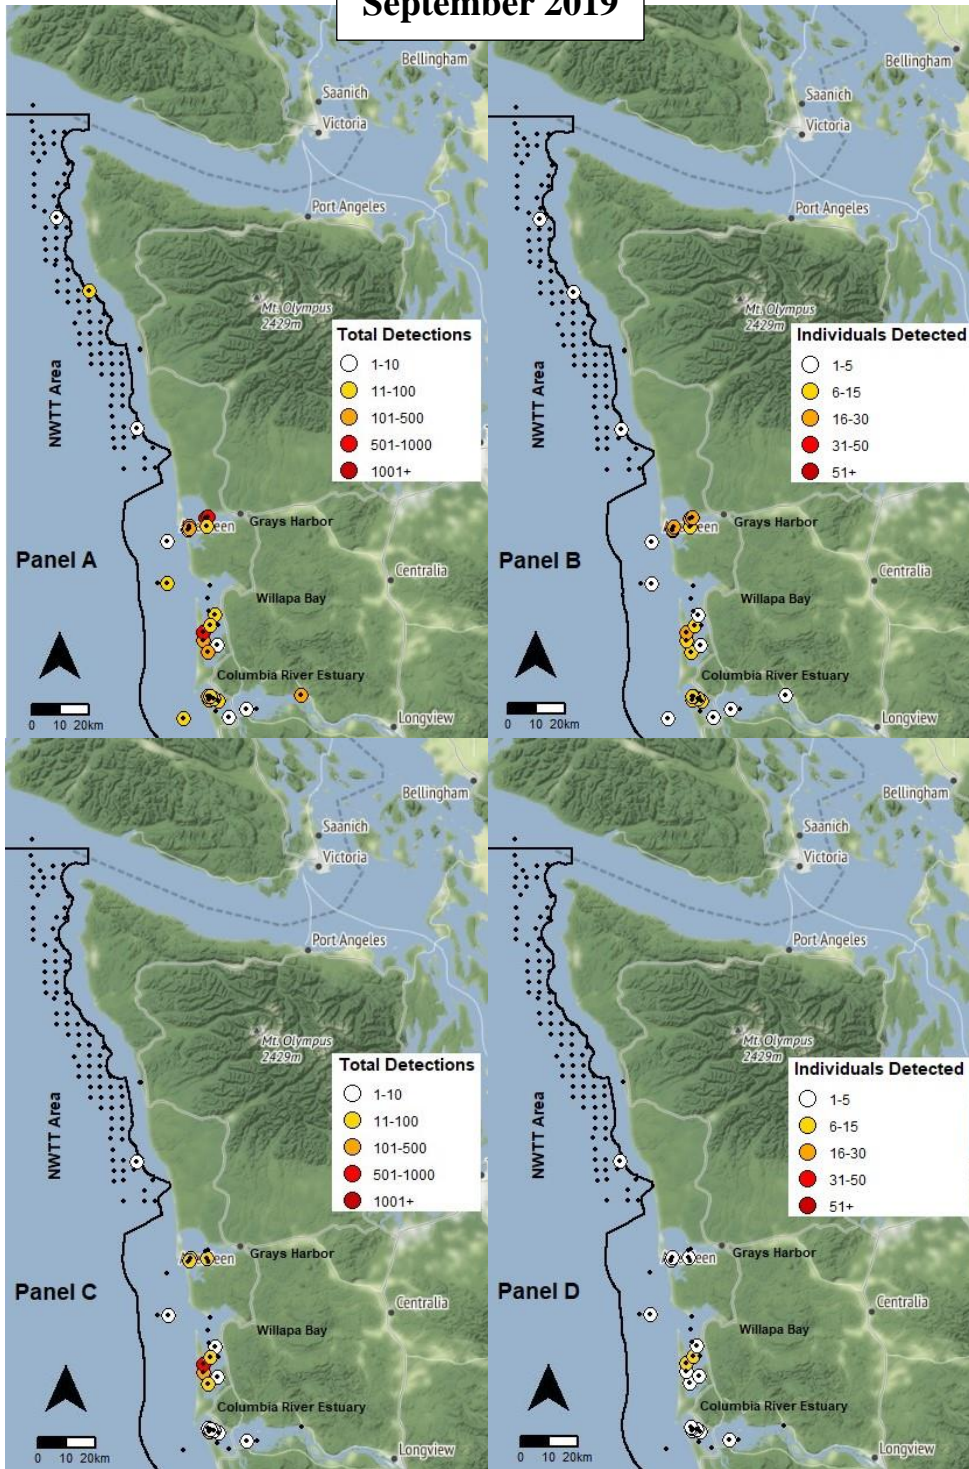 September 2019
Bellingham
Saanich
Victoria
Port Angeles
Mt. Olympus
2429m
Total Detections
1-10
11-100
101-500
501-1000
1001+
NWTT Area
Grays Harbor
Panel A
Centralia
Willapa Bay
Columbia River Estuary
0 10 20km
Longview
Bellingham
Saanich
Victoria
Port Angeles
Mt. Olympus
2429m
Individuals Detected
1-5
6-15
16-30
31-50
51+
NWTT Area
Grays Harbor
Panel B
Centralia
Willapa Bay
Columbia River Estuary
0 10 20km
Longview
Bellingham
Saanich
Victoria
Port Angeles
Mt. Olympus
2429m
Total Detections
1-10
11-100
101-500
501-1000
1001+
NWTT Area
Grays Harbor
Panel C
Centralia
Willapa Bay
Columbia River Estuary
0 10 20km
Longview
Bellingham
Saanich
Victoria
Port Angeles
Mt. Olympus
2429m
Individuals Detected
1-5
6-15
16-30
31-50
51+
NWTT Area
Grays Harbor
Panel D
Centralia
Willapa Bay
Columbia River Estuary
0 10 20km
Longview